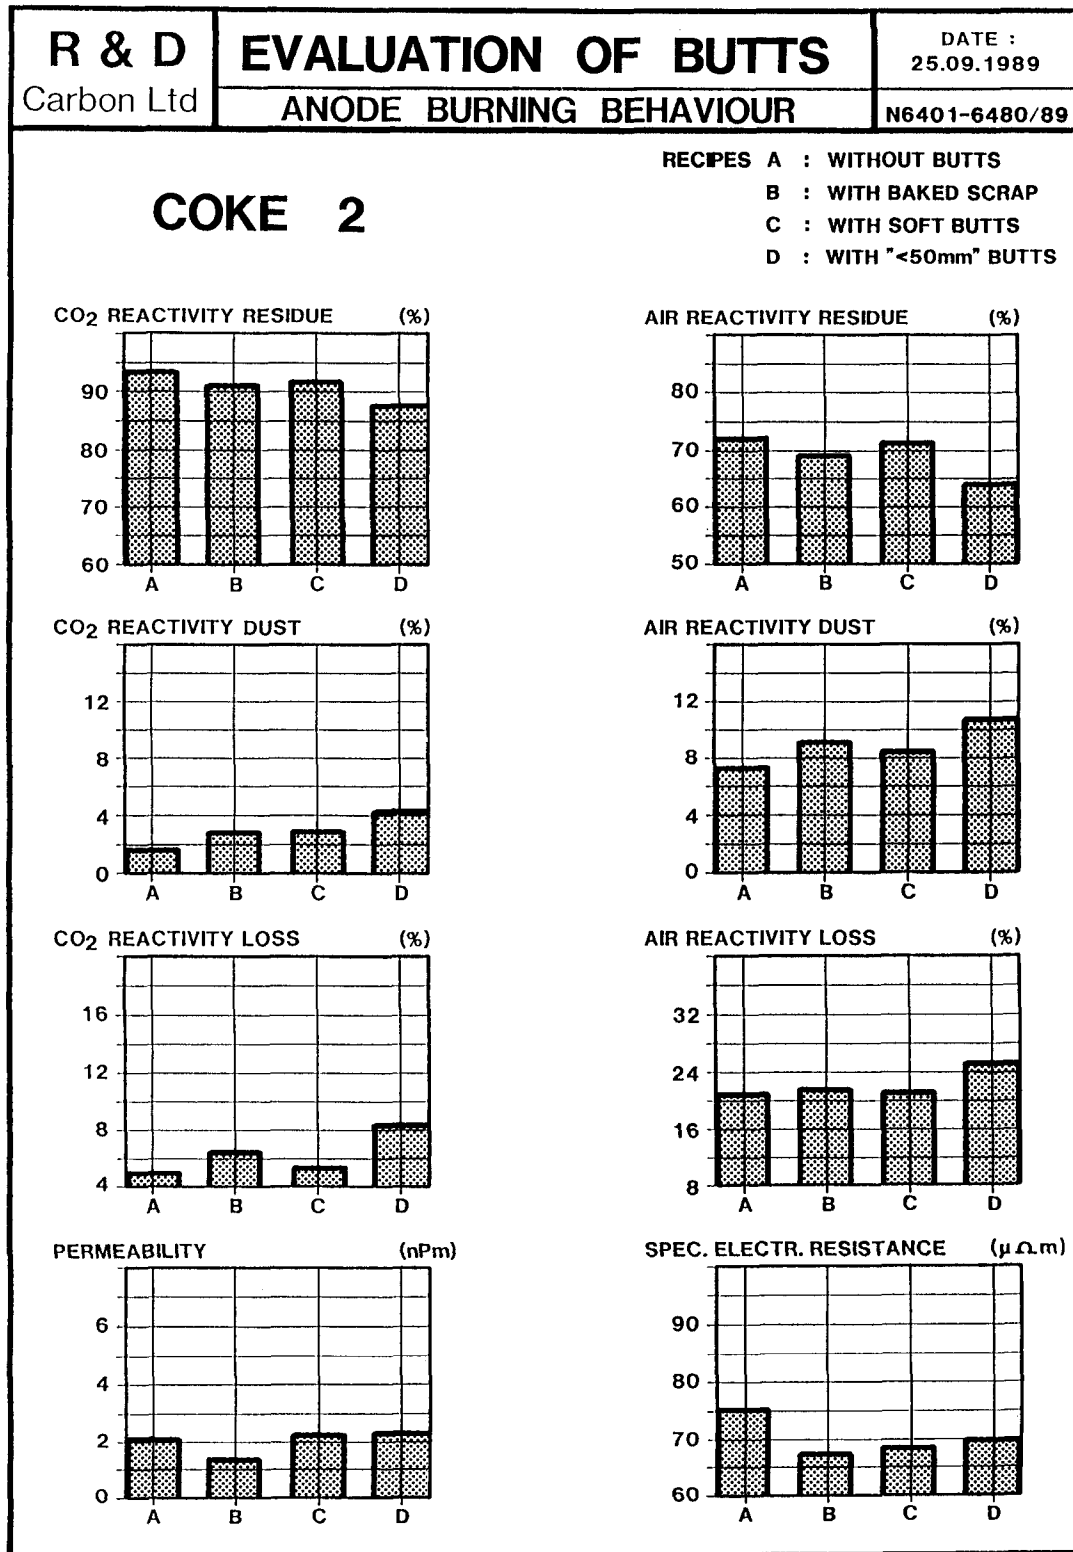 R & D
Carbon Ltd
EVALUATION OF BUTTS
ANODE BURNING BEHAVIOUR
DATE :
25.09.1989
N6401-6480/89
COKE 2
RECIPES A : WITHOUT BUTTS
B : WITH BAKED SCRAP
C : WITH SOFT BUTTS
D : WITH "<50mm" BUTTS
CO2 REACTIVITY RESIDUE (%)
90
80
70
60
A B C D
AIR REACTIVITY RESIDUE (%)
80
70
60
50
A B C D
CO2 REACTIVITY DUST (%)
12
8
4
0
A B C D
AIR REACTIVITY DUST (%)
12
8
4
0
A B C D
CO2 REACTIVITY LOSS (%)
16
12
8
4
A B C D
AIR REACTIVITY LOSS (%)
32
24
16
8
A B C D
PERMEABILITY (nPm)
6
4
2
0
A B C D
SPEC. ELECTR. RESISTANCE (µΩm)
90
80
70
60
A B C D